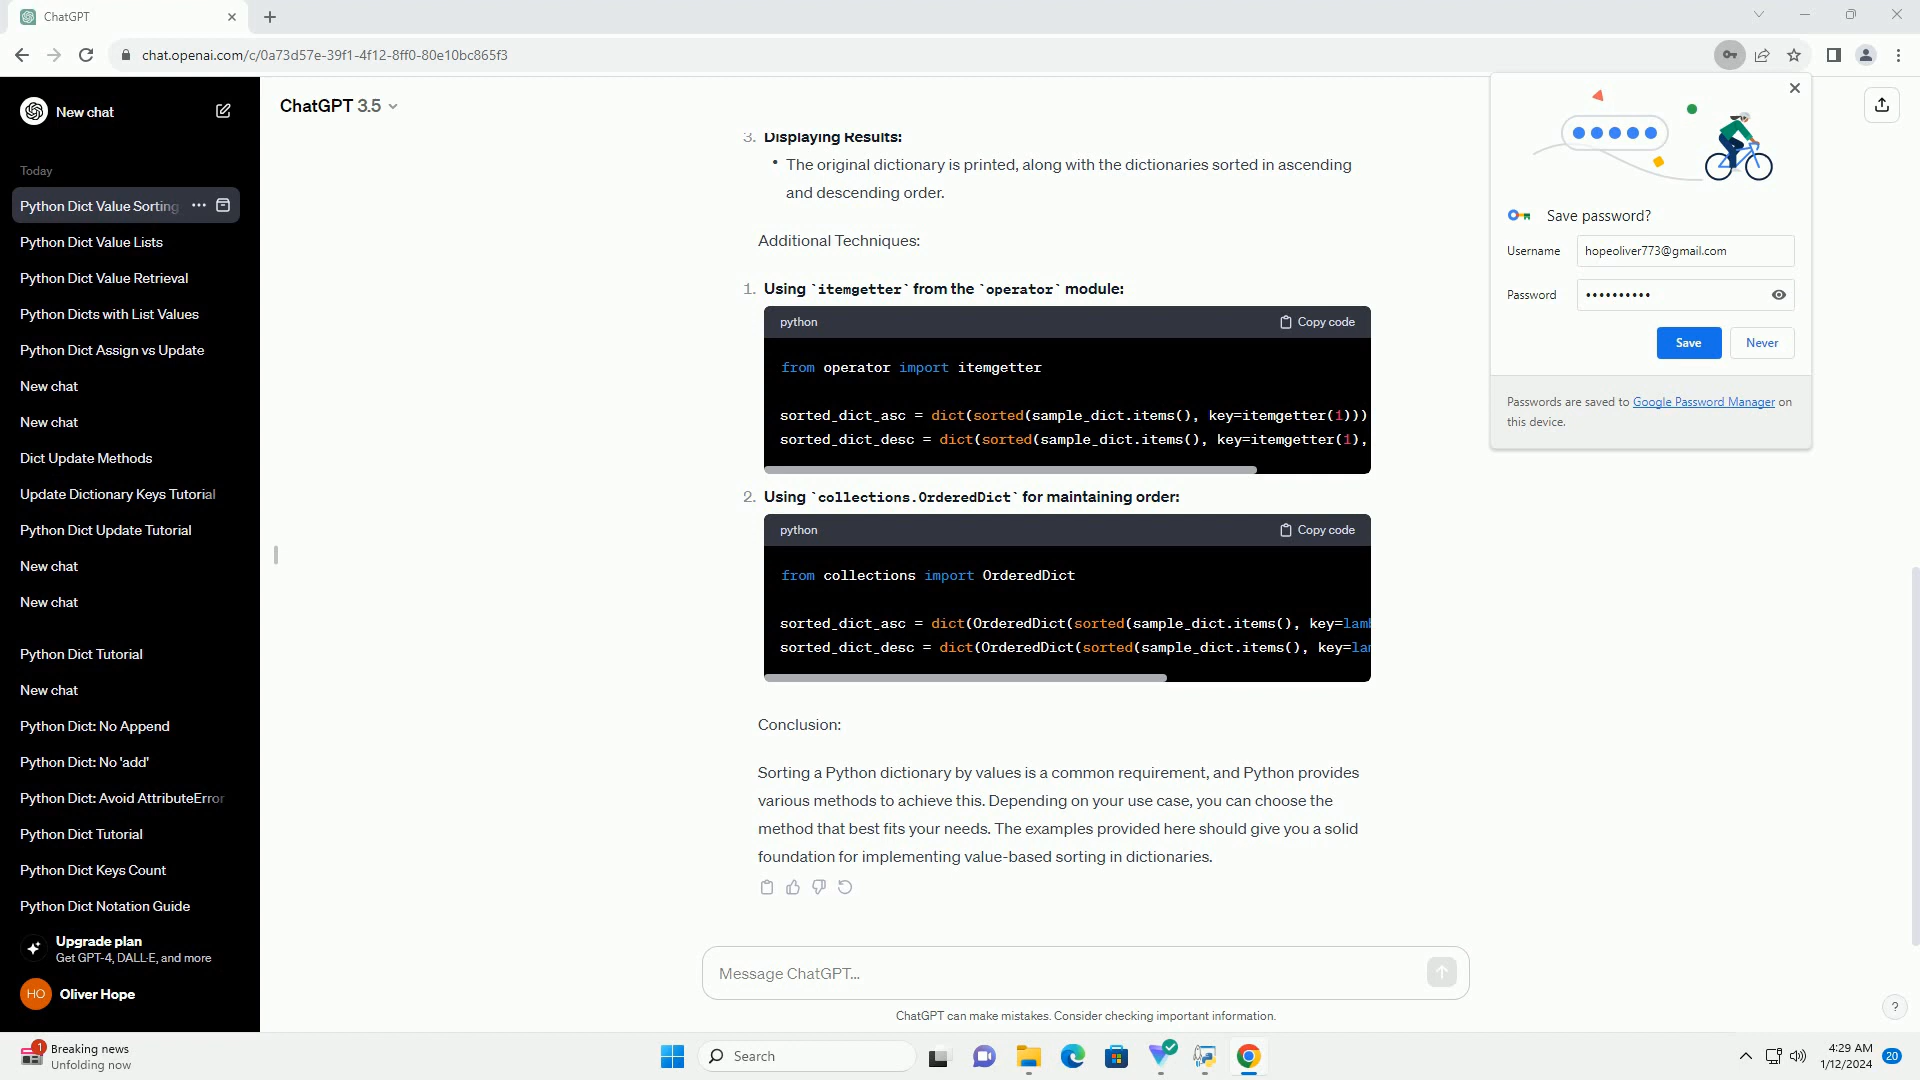 ChatGPT
chat.openai.com/c/0a73d57e-39f1-4f12-8ff0-80e10bc865f3
New chat
Today
Python Dict Value Sorting
Python Dict Value Lists
Python Dict Value Retrieval
Python Dicts with List Values
Python Dict Assign vs Update
New chat
New chat
Dict Update Methods
Update Dictionary Keys Tutorial
Python Dict Update Tutorial
New chat
New chat
Python Dict Tutorial
New chat
Python Dict: No Append
Python Dict: No 'add'
Python Dict: Avoid AttributeError
Python Dict Tutorial
Python Dict Keys Count
Python Dict Notation Guide
Upgrade plan
Get GPT-4, DALL·E, and more
HO Oliver Hope
ChatGPT 3.5
3. Displaying Results:
• The original dictionary is printed, along with the dictionaries sorted in ascending
and descending order.
Additional Techniques:
1. Using `itemgetter` from the `operator` module:
python Copy code
from operator import itemgetter
sorted_dict_asc = dict(sorted(sample_dict.items(), key=itemgetter(1)))
sorted_dict_desc = dict(sorted(sample_dict.items(), key=itemgetter(1),
2. Using `collections.OrderedDict` for maintaining order:
python Copy code
from collections import OrderedDict
sorted_dict_asc = dict(OrderedDict(sorted(sample_dict.items(), key=lam
sorted_dict_desc = dict(OrderedDict(sorted(sample_dict.items(), key=la
Conclusion:
Sorting a Python dictionary by values is a common requirement, and Python provides
various methods to achieve this. Depending on your use case, you can choose the
method that best fits your needs. The examples provided here should give you a solid
foundation for implementing value-based sorting in dictionaries.
Message ChatGPT...
ChatGPT can make mistakes. Consider checking important information.
?
Save password?
Username hopeoliver773@gmail.com
Password ••••••••••
Save Never
Passwords are saved to Google Password Manager on
this device.
1
Breaking news
Unfolding now
Search
4:29 AM
1/12/2024
20